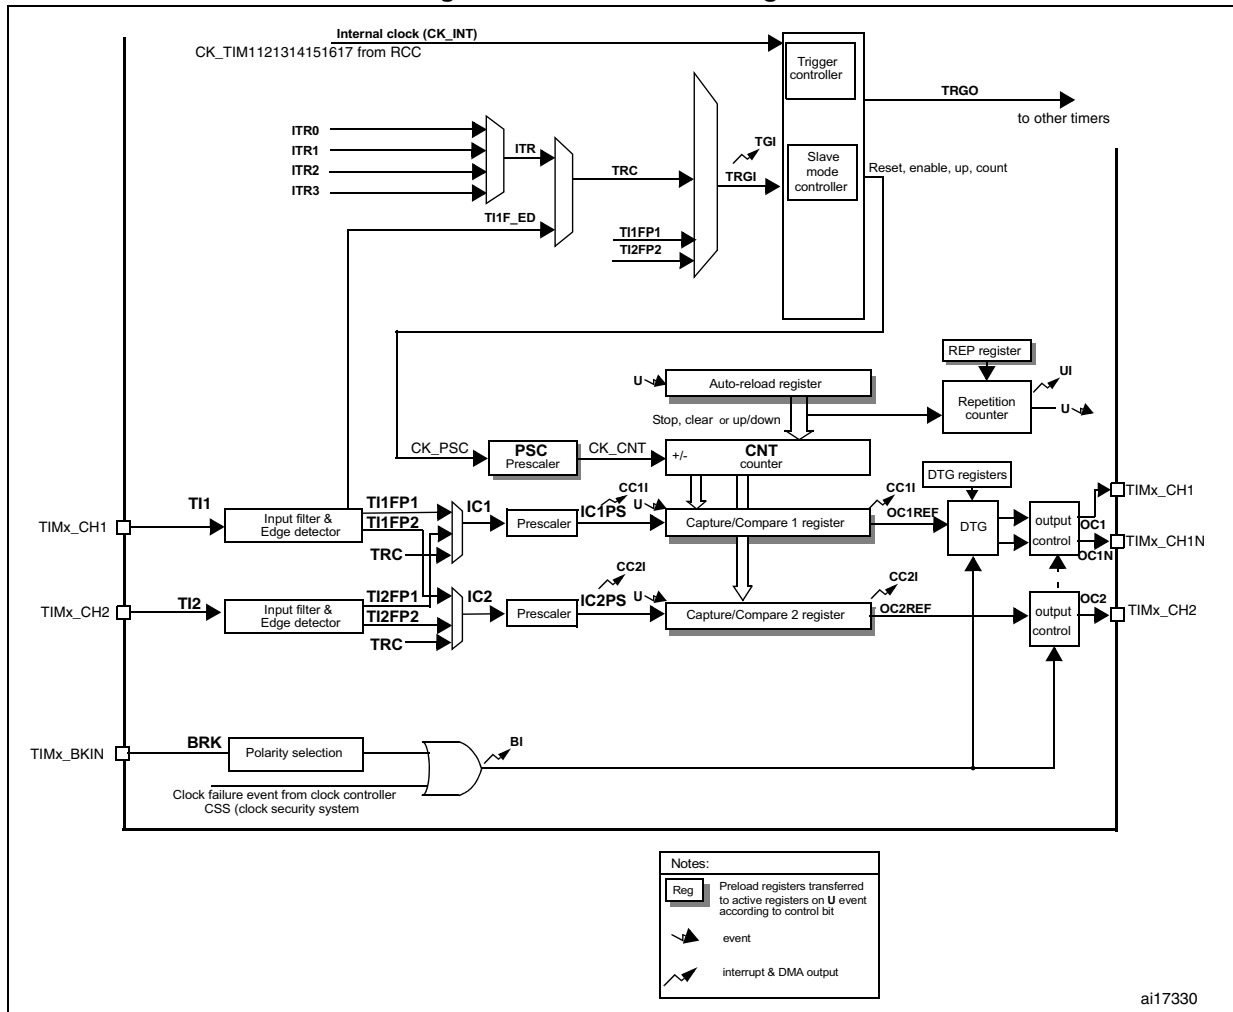 Internal clock (CK_INT)
CK_TIM1121314151617 from RCC
Trigger
controller
TRGO
to other timers
ITR0
ITR1
ITR2
ITR3
ITR
TRC
TGI
TRGI
Slave
mode
controller
Reset, enable, up, count
TI1F_ED
TI1FP1
TI2FP2
REP register
UI
U
Auto-reload register
Repetition
counter
U
Stop, clear or up/down
CK_PSC
PSC
Prescaler
CK_CNT
+/-
CNT
counter
DTG registers
TI1
TI1FP1
TI1FP2
IC1
CC1I
U
IC1PS
CC1I
OC1REF
TIMx_CH1
Input filter &
Edge detector
TRC
Prescaler
Capture/Compare 1 register
DTG
output
control
OC1
TIMx_CH1
OC1N
TIMx_CH1N
TI2
TI2FP1
TI2FP2
IC2
CC2I
U
IC2PS
CC2I
OC2REF
TIMx_CH2
Input filter &
Edge detector
TRC
Prescaler
Capture/Compare 2 register
output
control
OC2
TIMx_CH2
TIMx_BKIN
BRK
Polarity selection
BI
Clock failure event from clock controller
CSS (clock security system
Notes:
Reg
Preload registers transferred
to active registers on U event
according to control bit
event
interrupt & DMA output
ai17330